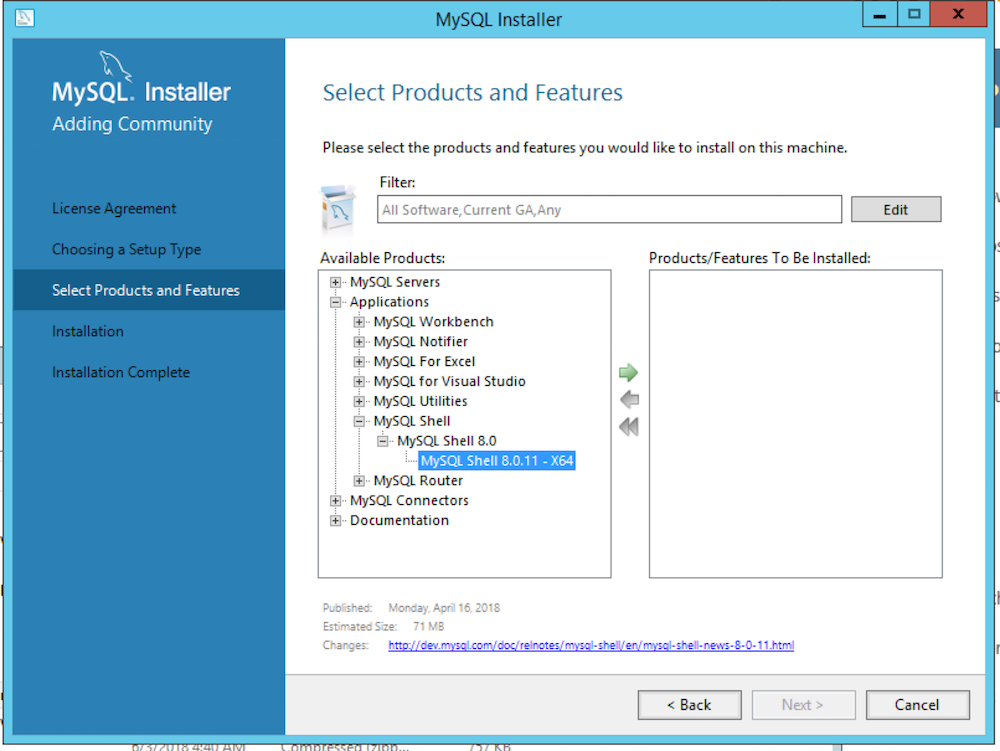 MySQL Installer
MySQL. Installer
Adding Community
License Agreement
Choosing a Setup Type
Select Products and Features
Installation
Installation Complete
Select Products and Features
Please select the products and features you would like to install on this machine.
Filter:
All Software,Current GA,Any
Edit
Available Products:
MySQL Servers
Applications
MySQL Workbench
MySQL Notifier
MySQL For Excel
MySQL for Visual Studio
MySQL Utilities
MySQL Shell
MySQL Shell 8.0
MySQL Shell 8.0.11 - X64
MySQL Router
MySQL Connectors
Documentation
Products/Features To Be Installed:
Published: Monday, April 16, 2018
Estimated Size: 71 MB
Changes: http://dev.mysql.com/doc/relnotes/mysql-shell/en/mysql-shell-news-8-0-11.html
< Back
Next >
Cancel
6/3/2018 4:40 AM Compressed (zipp... 757 KB